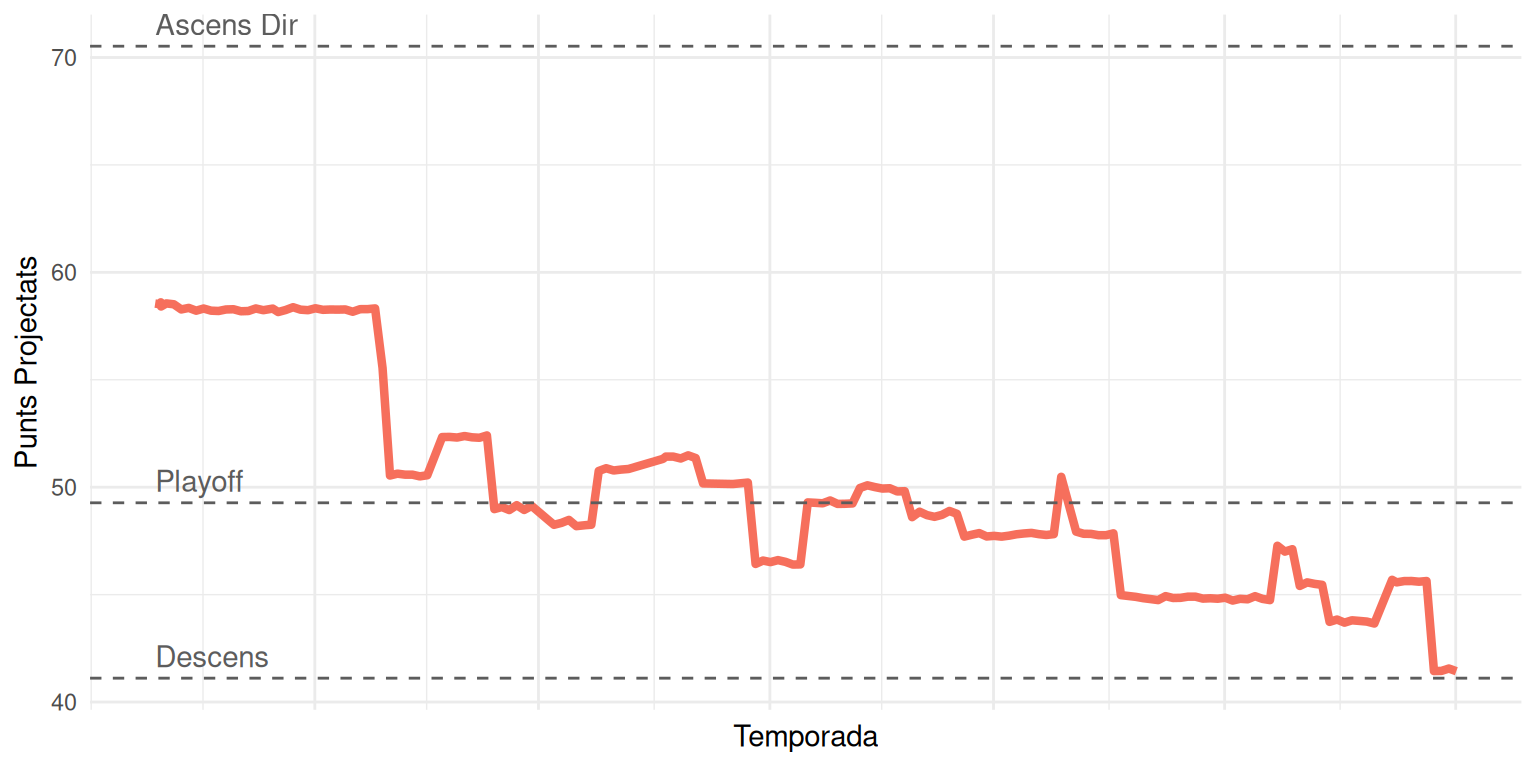 Ascens Dir
70
60
Punts Projectats
Playoff
50
Descens
40
Temporada